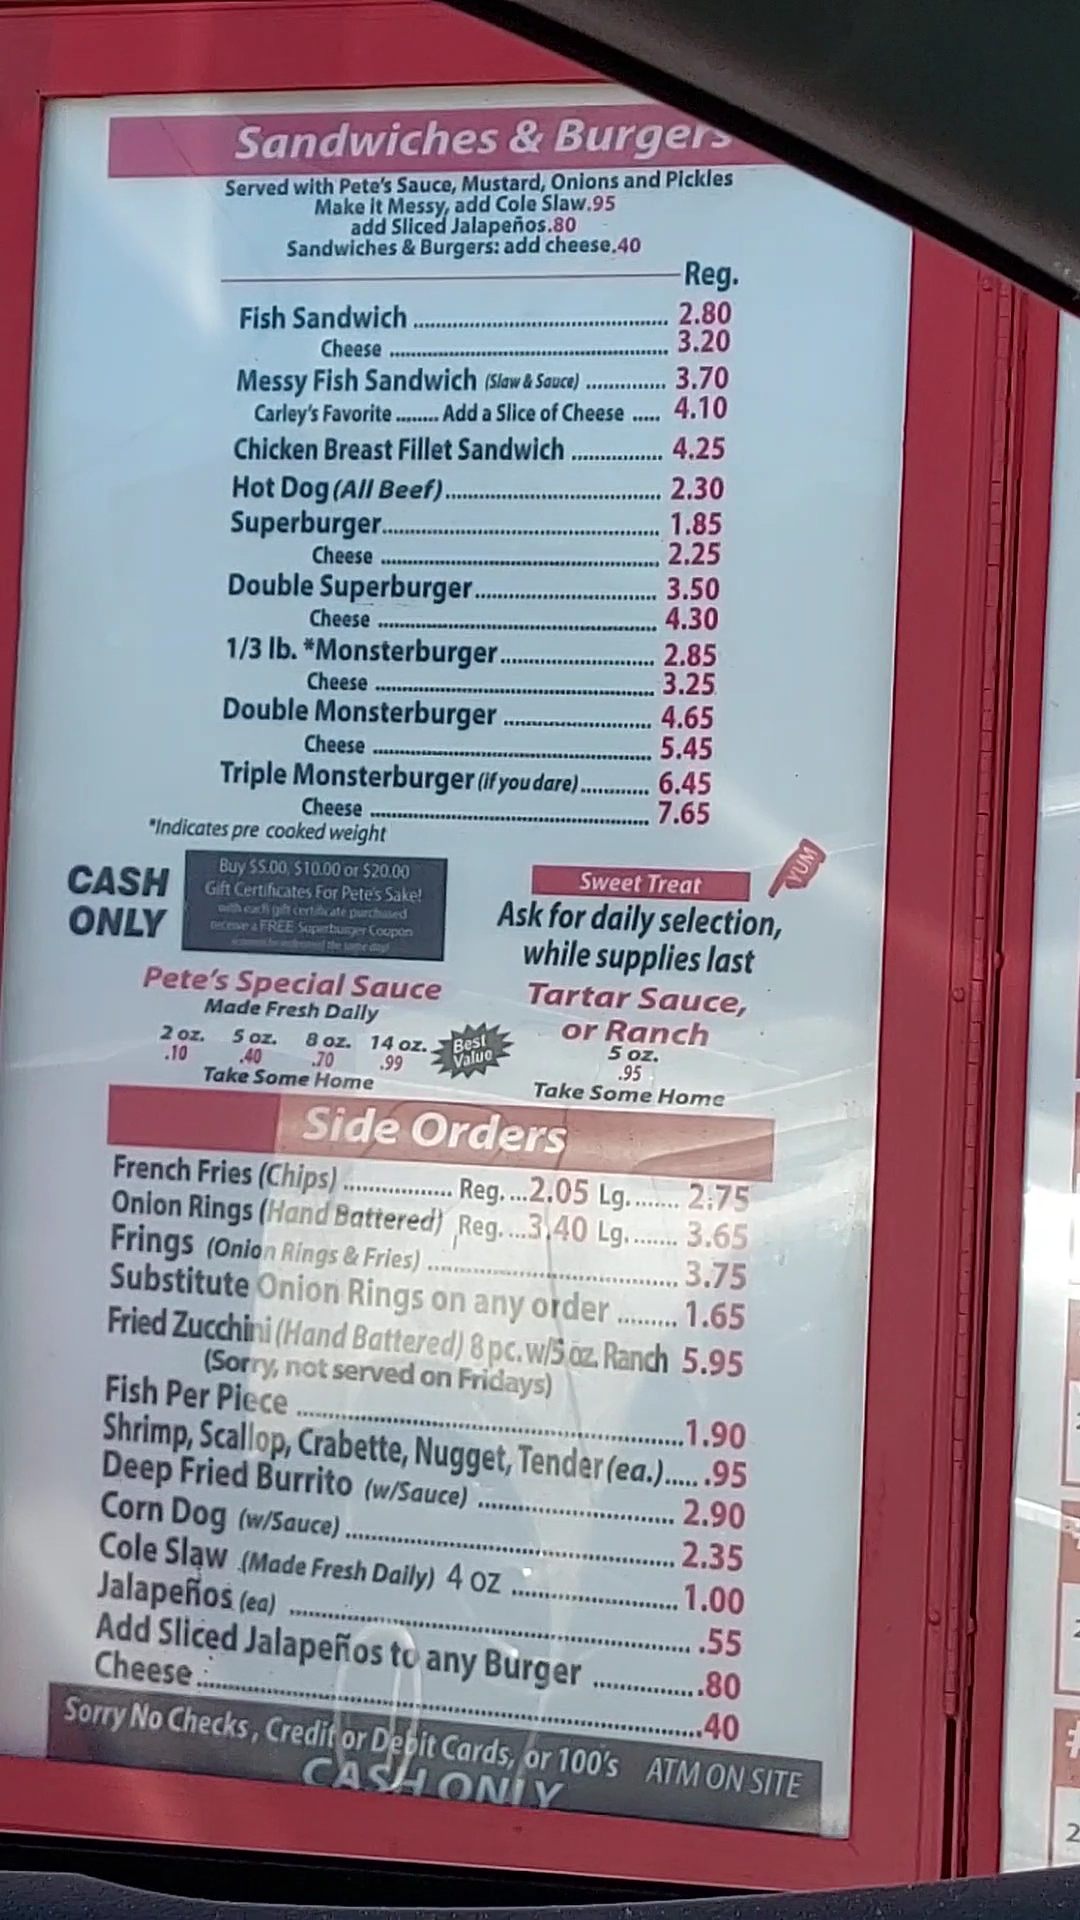 Sandwiches & Burgers
Served with Pete's Sauce, Mustard, Onions and Pickles
Make it Messy, add Cole Slaw.95
add Sliced Jalapeños.80
Sandwiches & Burgers: add cheese.40
Reg.
Fish Sandwich ........ 2.80
Cheese ........ 3.20
Messy Fish Sandwich (Slaw & Sauce) ........ 3.70
Carley's Favorite ........ Add a Slice of Cheese ..... 4.10
Chicken Breast Fillet Sandwich ........ 4.25
Hot Dog (All Beef) ........ 2.30
Superburger ........ 1.85
Cheese ........ 2.25
Double Superburger ........ 3.50
Cheese ........ 4.30
1/3 lb. *Monsterburger ........ 2.85
Cheese ........ 3.25
Double Monsterburger ........ 4.65
Cheese ........ 5.45
Triple Monsterburger (if you dare) ........ 6.45
Cheese ........ 7.65
*Indicates pre cooked weight
CASH
ONLY
Buy $5.00, $10.00 or $20.00
Gift Certificates For Pete's Sake!
with each gift certificate purchased
receive a FREE Superburger Coupon
YUM
Sweet Treat
Ask for daily selection,
while supplies last
Pete's Special Sauce
Made Fresh Daily
2 oz. 5 oz. 8 oz. 14 oz.
.10 .40 .70 .99
Best
Value
Take Some Home
Tartar Sauce,
or Ranch
5 oz.
.95
Take Some Home
Side Orders
French Fries (Chips) ........ Reg. ...2.05 Lg. ....... 2.75
Onion Rings (Hand Battered) Reg. ...3.40 Lg. ....... 3.65
Frings (Onion Rings & Fries) ........ 3.75
Substitute Onion Rings on any order ........ 1.65
Fried Zucchini (Hand Battered) 8 pc. w/5 oz. Ranch 5.95
(Sorry, not served on Fridays)
Fish Per Piece ........ 1.90
Shrimp, Scallop, Crabette, Nugget, Tender (ea.) ..... .95
Deep Fried Burrito (w/Sauce) ........ 2.90
Corn Dog (w/Sauce) ........ 2.35
Cole Slaw (Made Fresh Daily) 4 oz ........ 1.00
Jalapeños (ea) ........ .55
Add Sliced Jalapeños to any Burger ........ .80
Cheese ........ .40
Sorry No Checks, Credit or Debit Cards, or 100's ATM ON SITE
CASH ONLY